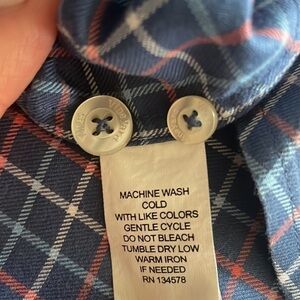 MACHINE WASH
COLD
WITH LIKE COLORS
GENTLE CYCLE
DO NOT BLEACH
TUMBLE DRY LOW
WARM IRON
IF NEEDED
RN 134578